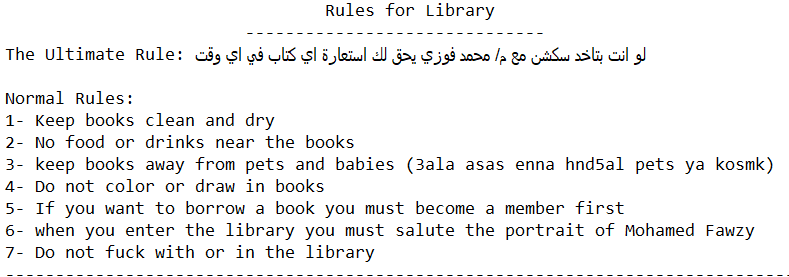 Rules for Library
------------------------------
The Ultimate Rule: لو انت بتاخد سكشن مع م/ محمد فوزي يحق لك استعارة اي كتاب في اي وقت
Normal Rules:
1- Keep books clean and dry
2- No food or drinks near the books
3- keep books away from pets and babies (3ala asas enna hnd5al pets ya kosmk)
4- Do not color or draw in books
5- If you want to borrow a book you must become a member first
6- when you enter the library you must salute the portrait of Mohamed Fawzy
7- Do not fuck with or in the library
-------------------------------------------------------------------------------